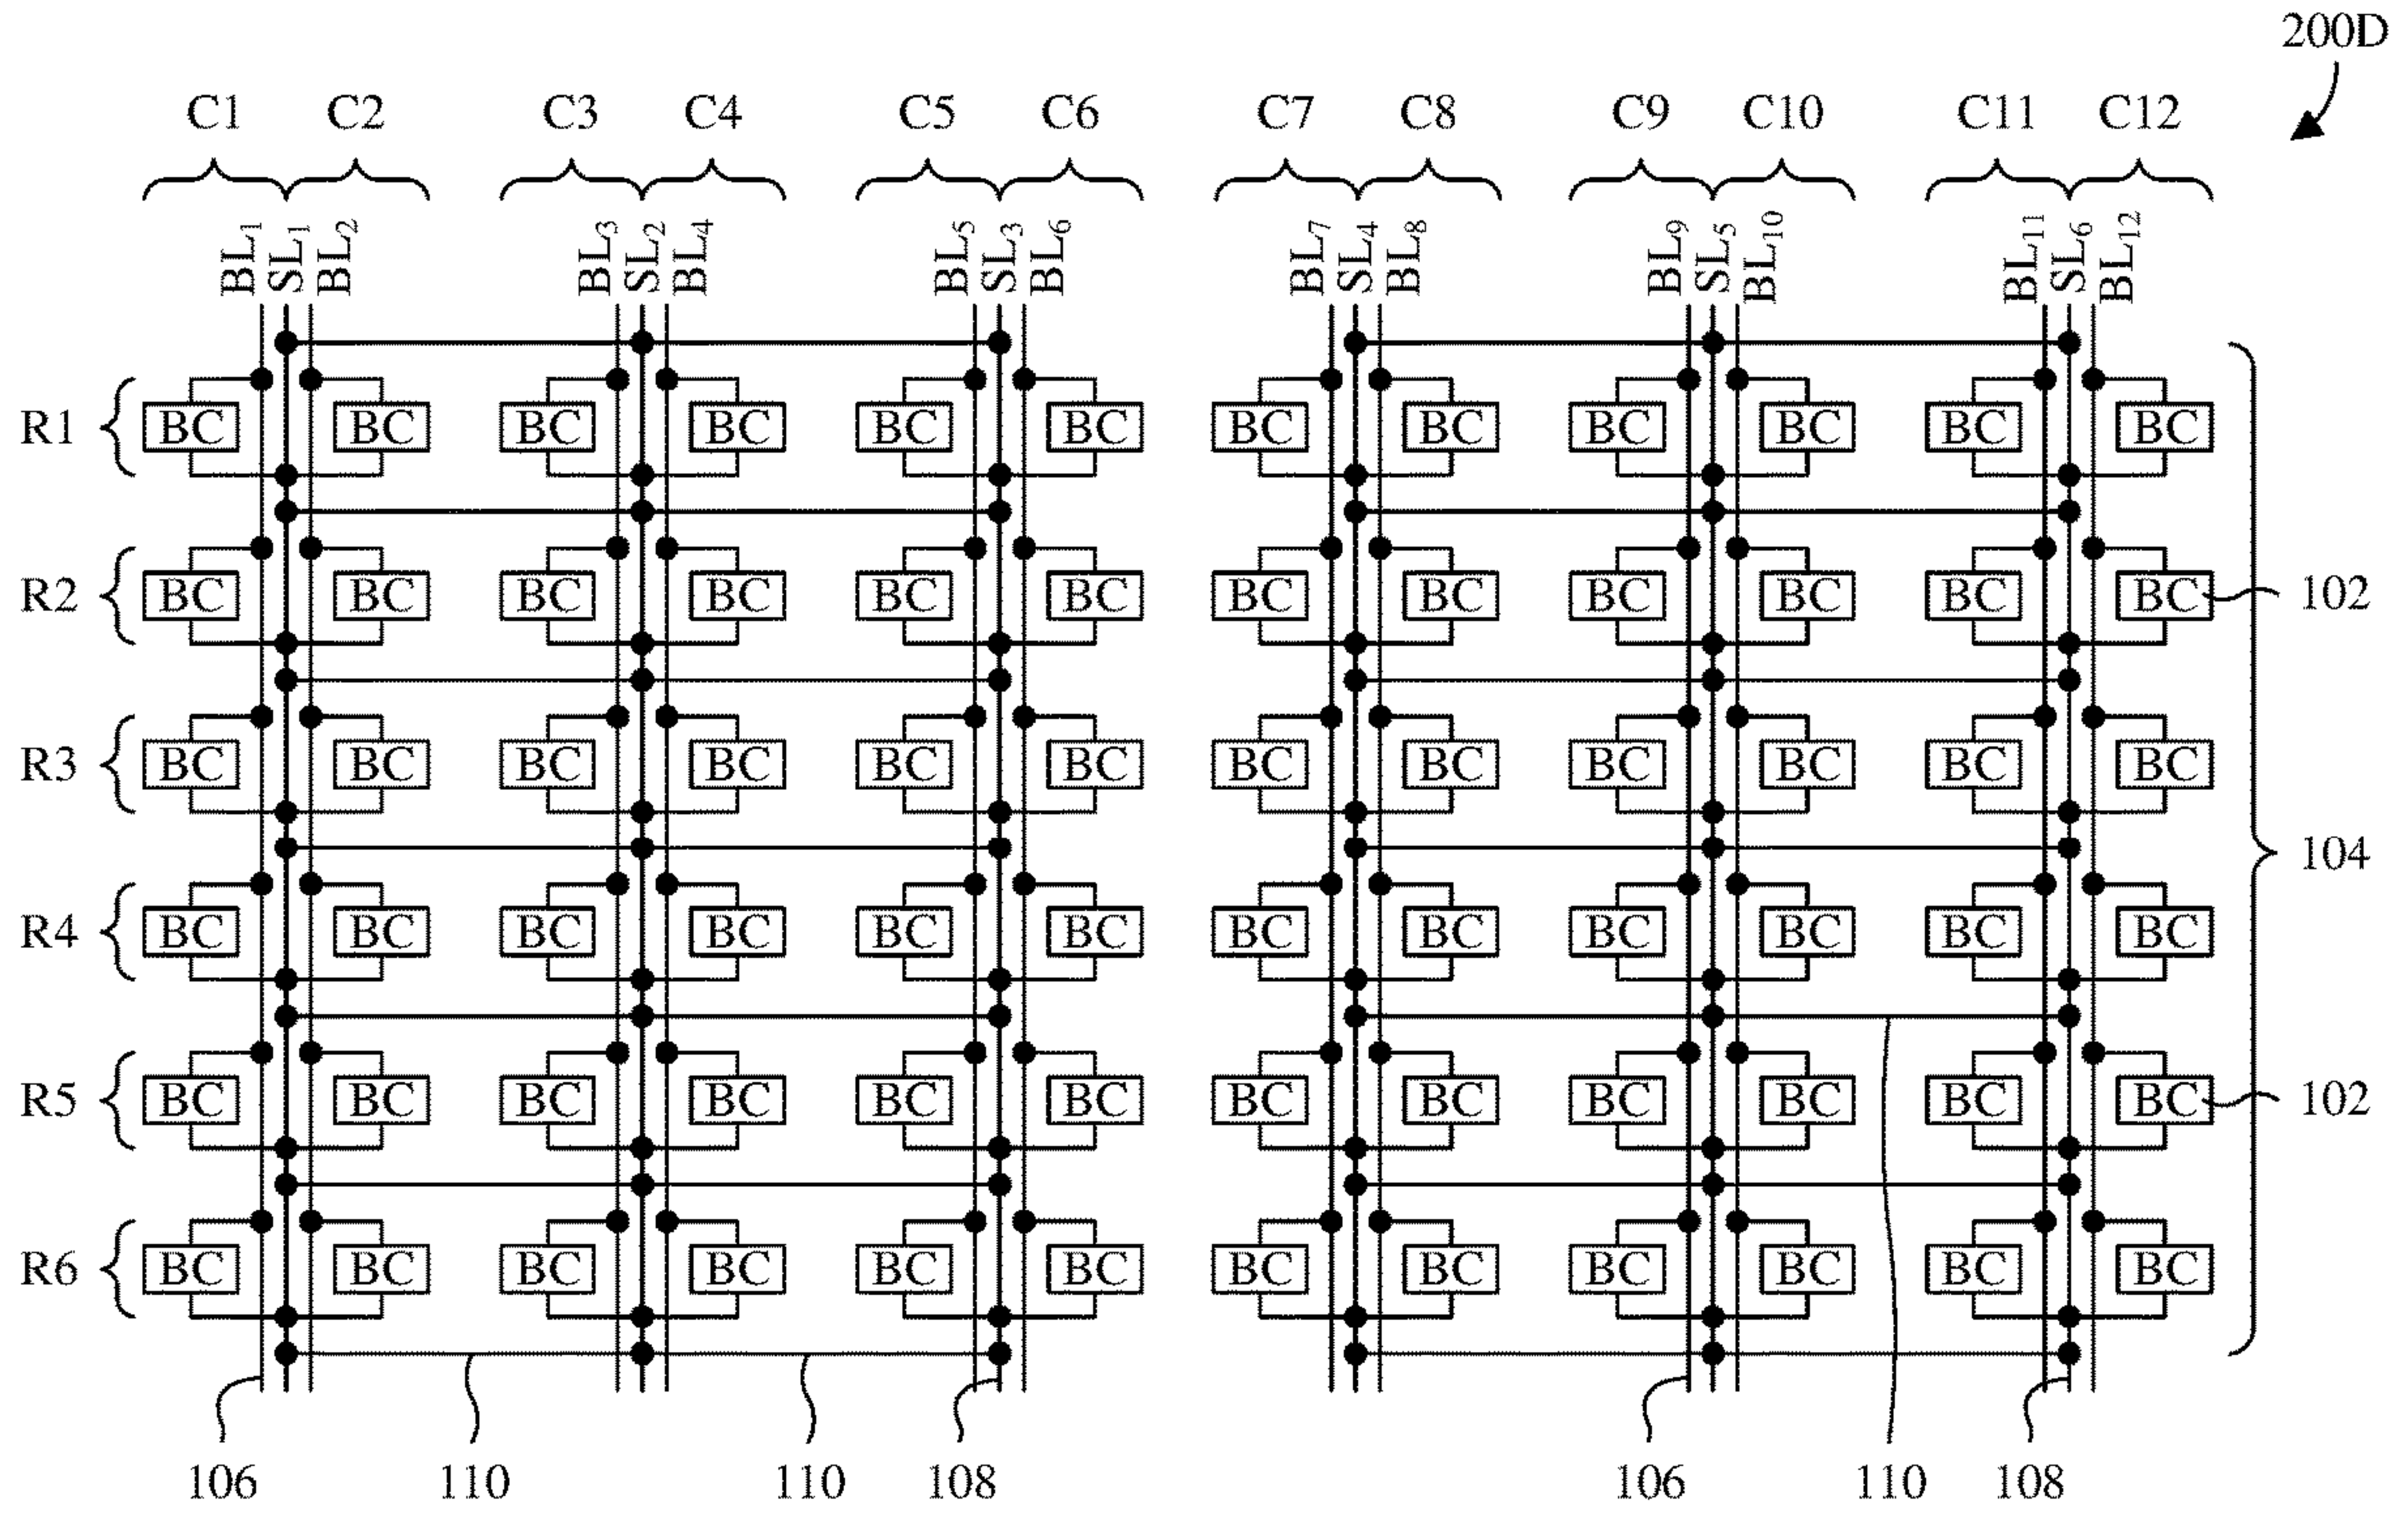 200D
C1 C2 C3 C4 C5 C6 C7 C8 C9 C10 C11 C12
BL1 SL1 BL2 BL3 SL2 BL4 BL5 SL3 BL6 BL7 SL4 BL8 BL9 SL5 BL10 BL11 SL6 BL12
R1 BC BC BC BC BC BC BC BC BC BC BC BC
R2 BC BC BC BC BC BC BC BC BC BC BC BC 102
R3 BC BC BC BC BC BC BC BC BC BC BC BC
104
R4 BC BC BC BC BC BC BC BC BC BC BC BC
R5 BC BC BC BC BC BC BC BC BC BC BC BC 102
R6 BC BC BC BC BC BC BC BC BC BC BC BC
106 110 110 108 106 110 108